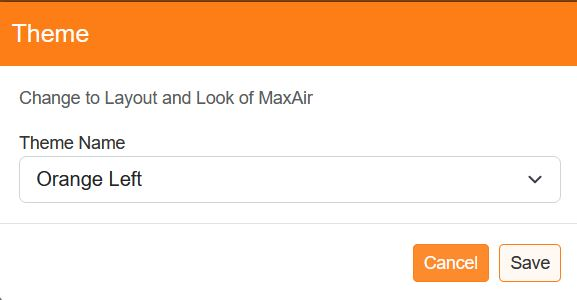 Theme
Change to Layout and Look of MaxAir
Theme Name
Orange Left
Cancel Save